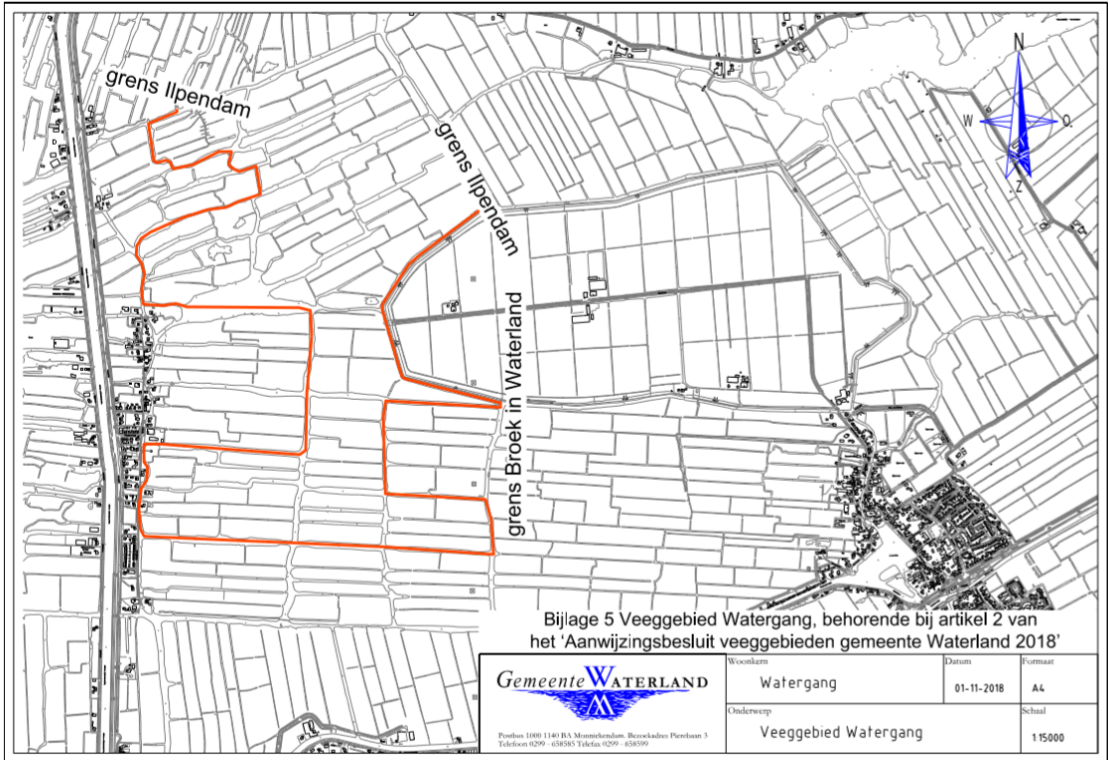 grens Ilpendam
grens Ilpendam
grens Broek in Waterland
N
W
O
Z
Bijlage 5 Veeggebied Watergang, behorende bij artikel 2 van
het ‘Aanwijzingsbesluit veeggebieden gemeente Waterland 2018’
Gemeente WATERLAND
Postbus 1000 1140 BA Monnickendam. Bezoekadres Pierebaan 3
Telefoon 0299 - 658585 Telefax 0299 - 658599
Woonkern
Watergang
Datum
01-11-2018
Formaat
A4
Onderwerp
Veeggebied Watergang
Schaal
1:15000